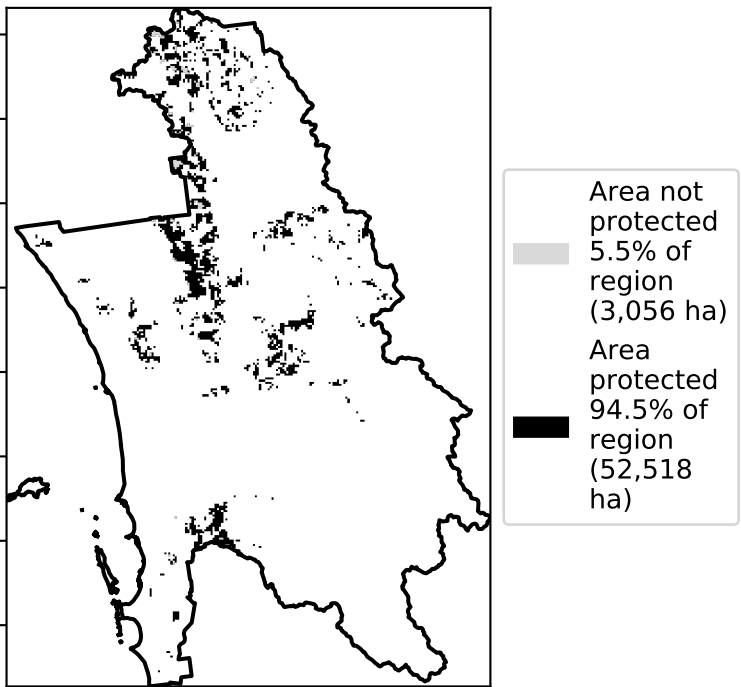 Area not
protected
5.5% of
region
(3,056 ha)
Area
protected
94.5% of
region
(52,518
ha)